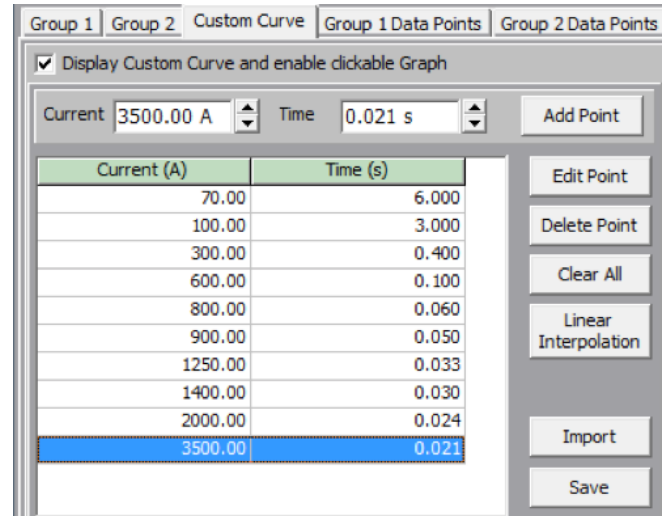 Group 1 Group 2 Custom Curve Group 1 Data Points Group 2 Data Points
Display Custom Curve and enable clickable Graph
Current 3500.00 A Time 0.021 s Add Point
Current (A) Time (s)
70.00 6.000
100.00 3.000
300.00 0.400
600.00 0.100
800.00 0.060
900.00 0.050
1250.00 0.033
1400.00 0.030
2000.00 0.024
3500.00 0.021
Edit Point
Delete Point
Clear All
Linear
Interpolation
Import
Save